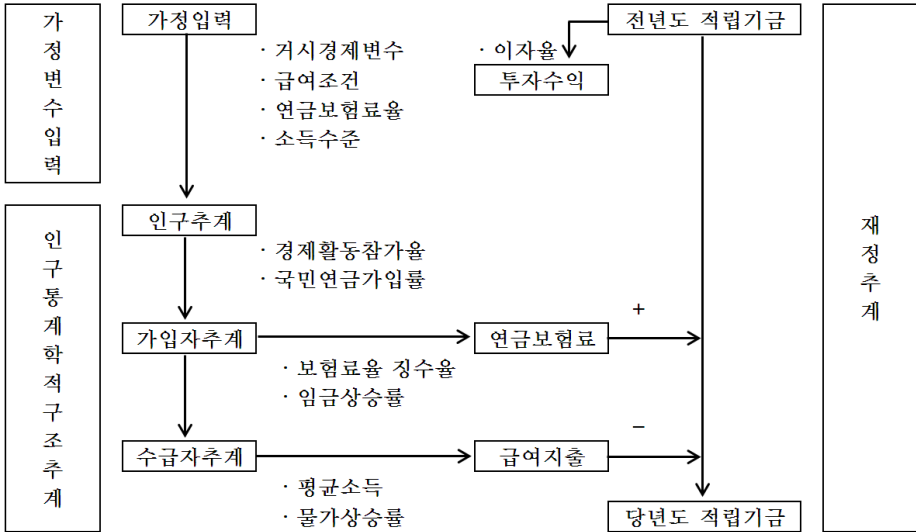 가정변수입력
가정입력
· 거시경제변수
· 급여조건
· 연금보험료율
· 소득수준
전년도 적립기금
· 이자율
투자수익
인구통계학적구조추계
인구추계
· 경제활동참가율
· 국민연금가입률
가입자추계
연금보험료
+
· 보험료율 징수율
· 임금상승률
수급자추계
급여지출
−
· 평균소득
· 물가상승률
당년도 적립기금
재정추계